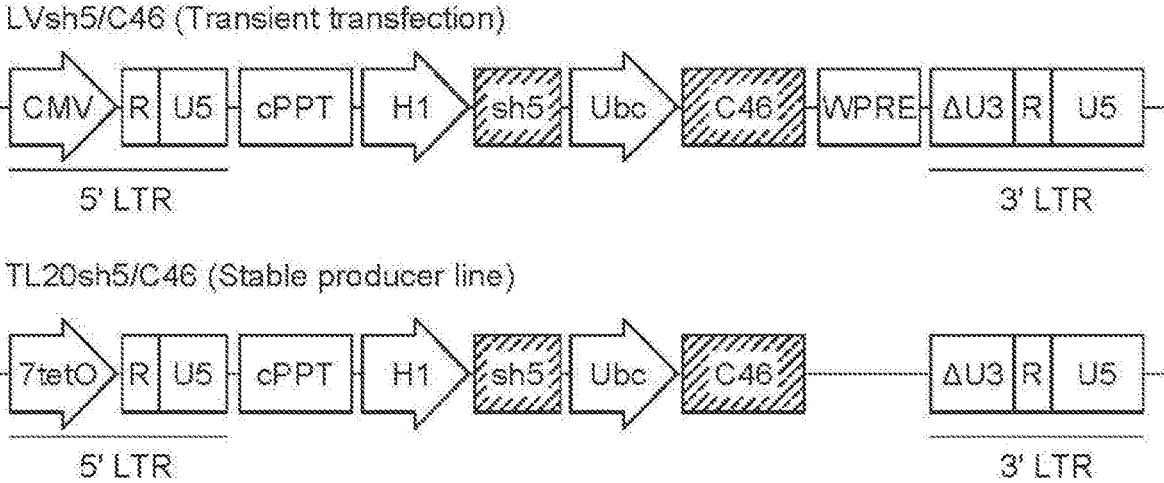 LVsh5/C46 (Transient transfection)
CMV R U5 cPPT H1 sh5 Ubc C46 WPRE ΔU3 R U5
5' LTR 3' LTR
TL20sh5/C46 (Stable producer line)
7tetO R U5 cPPT H1 sh5 Ubc C46 ΔU3 R U5
5' LTR 3' LTR